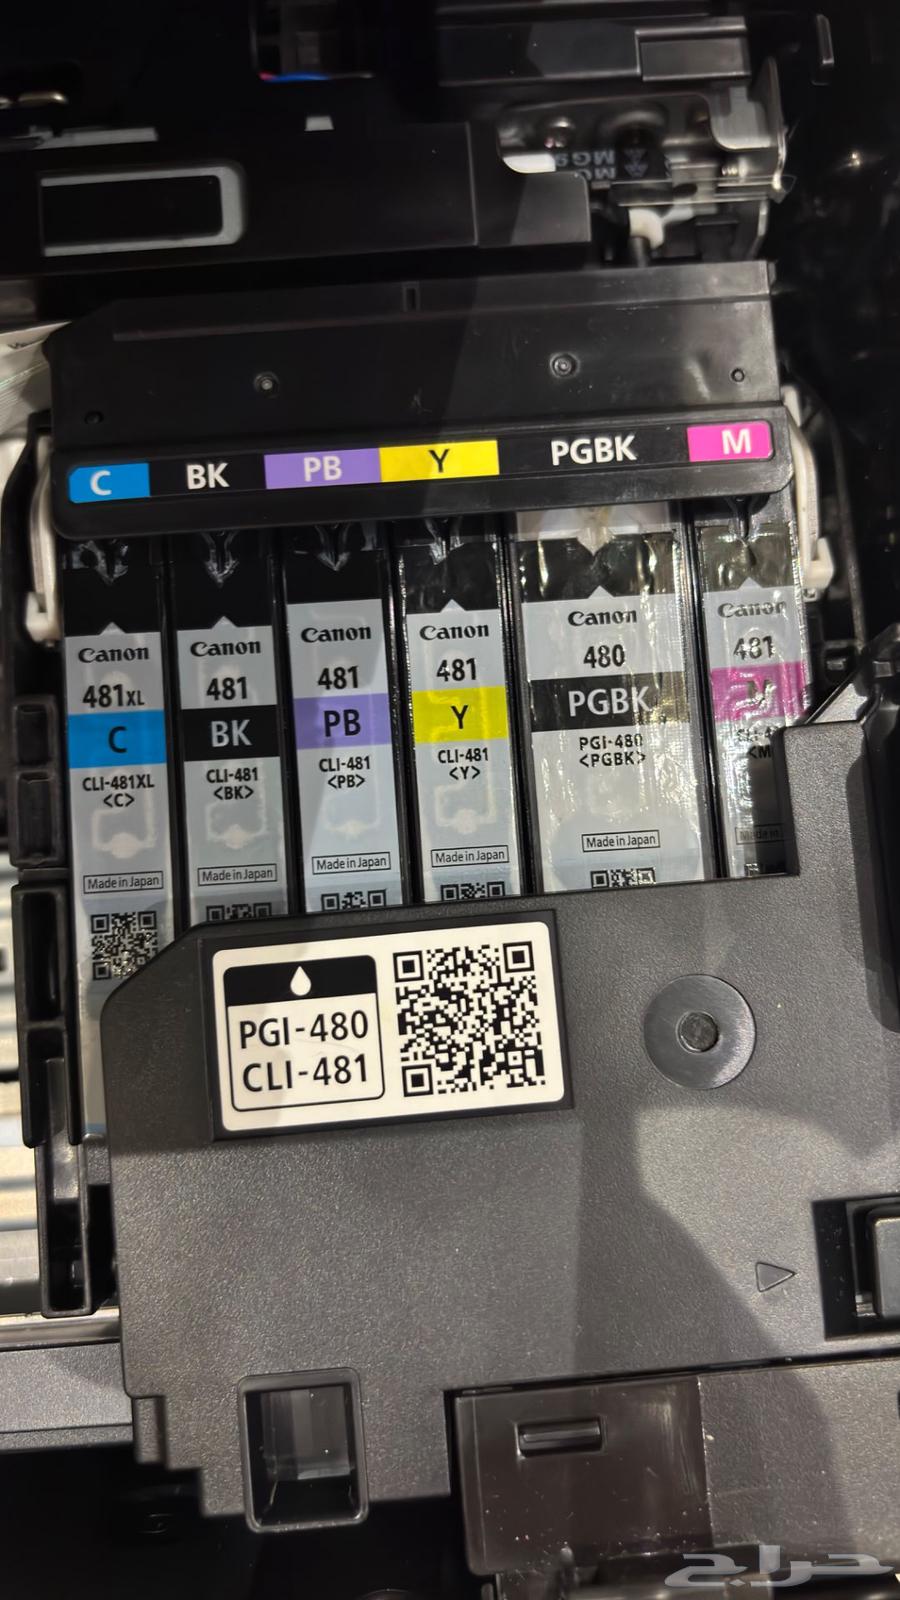 C BK PB Y PGBK M
Canon
481XL
C
CLI-481XL
<C>
Made in Japan
Canon
481
BK
CLI-481
<BK>
Made in Japan
Canon
481
PB
CLI-481
<PB>
Made in Japan
Canon
481
Y
CLI-481
<Y>
Made in Japan
Canon
480
PGBK
PGI-480
<PGBK>
Made in Japan
Canon
481
M
<M>
Made in
PGI-480
CLI-481
حراج